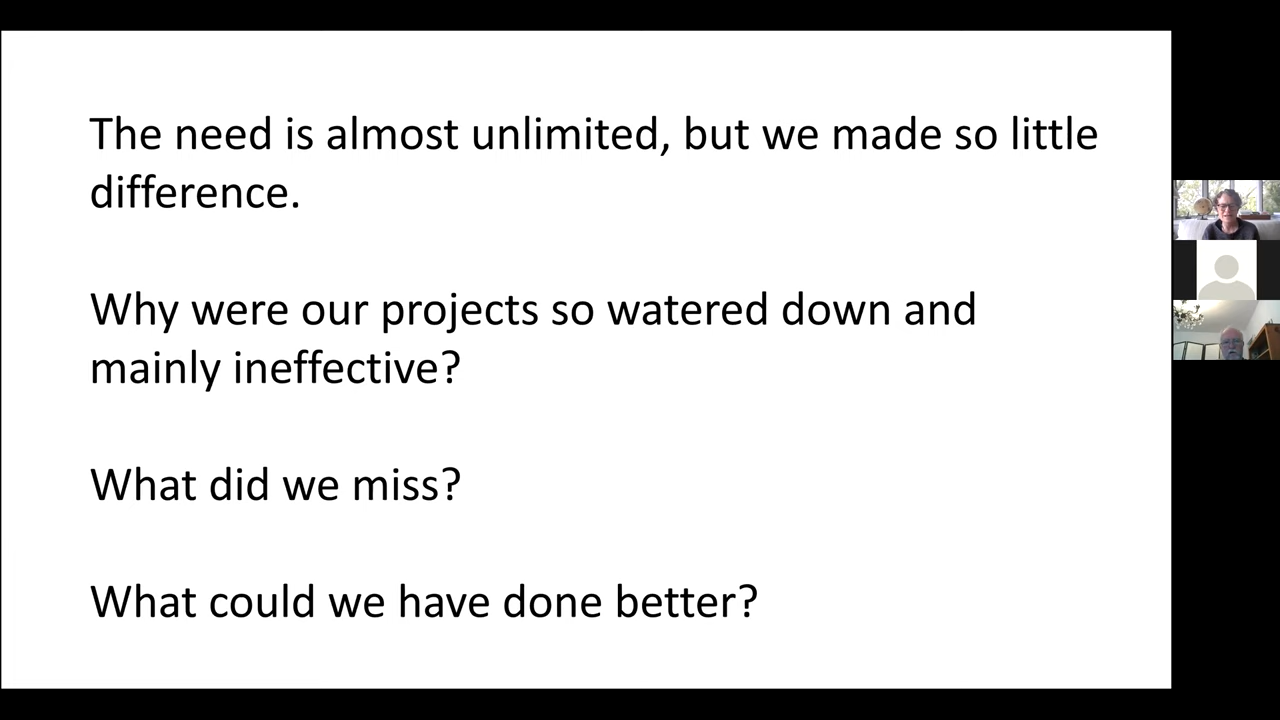 The need is almost unlimited, but we made so little
difference.
Why were our projects so watered down and
mainly ineffective?
What did we miss?
What could we have done better?